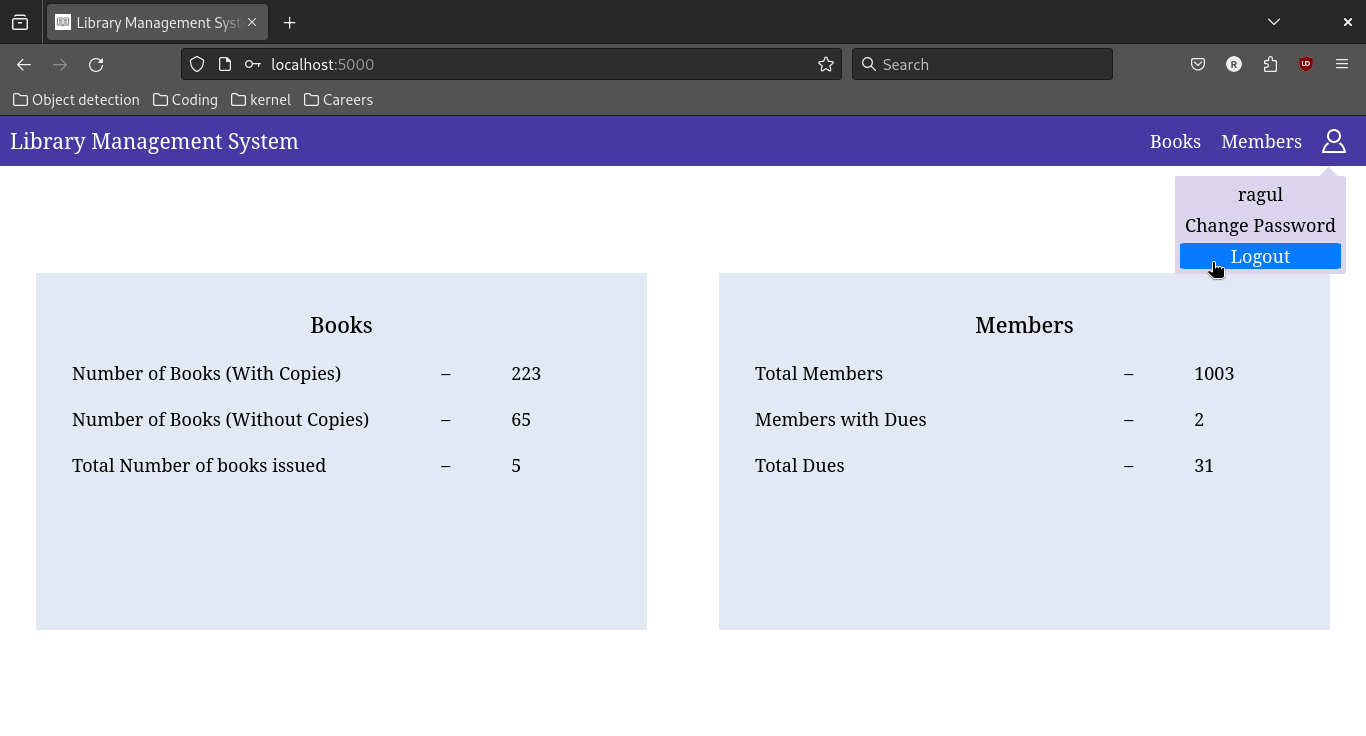 Library Management Syst
localhost:5000
Search
R
UO
Object detection
Coding
kernel
Careers
Library Management System
Books
Members
ragul
Change Password
Logout
Books
Number of Books (With Copies) – 223
Number of Books (Without Copies) – 65
Total Number of books issued – 5
Members
Total Members – 1003
Members with Dues – 2
Total Dues – 31